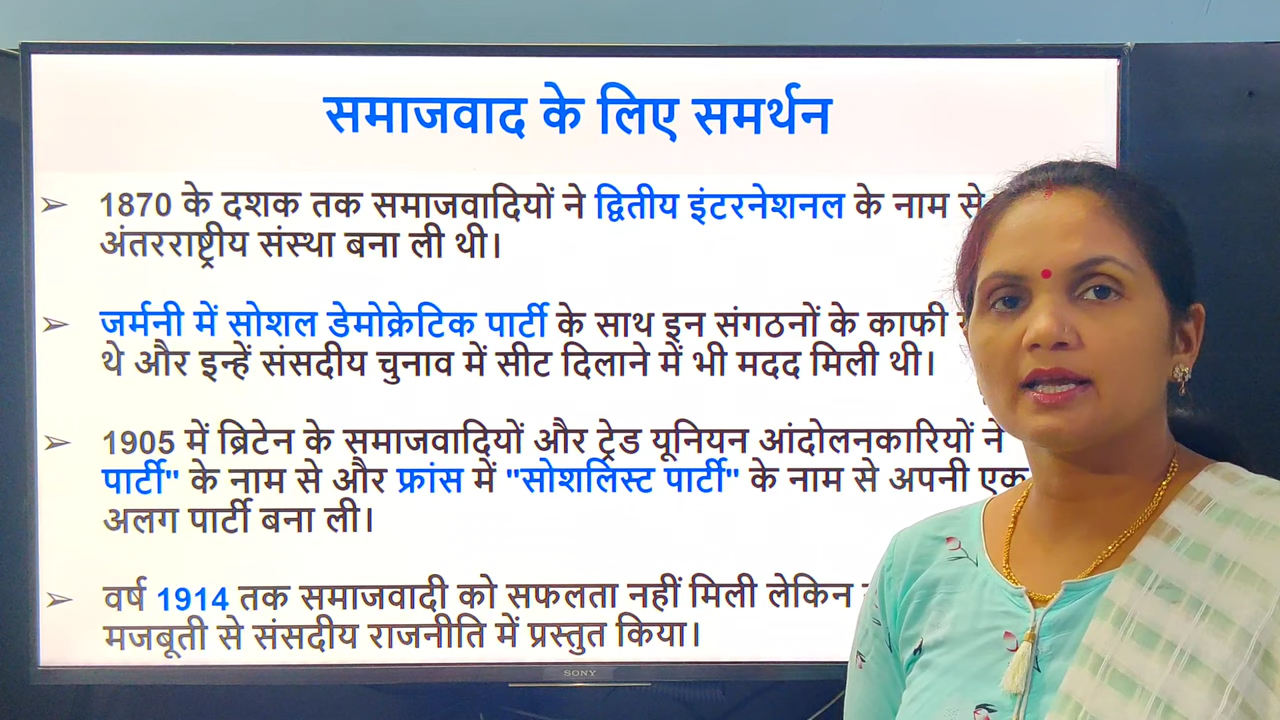 समाजवाद के लिए समर्थन
➢ 1870 के दशक तक समाजवादियों ने द्वितीय इंटरनेशनल के नाम से
अंतरराष्ट्रीय संस्था बना ली थी।
➢ जर्मनी में सोशल डेमोक्रेटिक पार्टी के साथ इन संगठनों के काफी
थे और इन्हें संसदीय चुनाव में सीट दिलाने में भी मदद मिली थी।
➢ 1905 में ब्रिटेन के समाजवादियों और ट्रेड यूनियन आंदोलनकारियों ने
पार्टी" के नाम से और फ्रांस में "सोशलिस्ट पार्टी" के नाम से अपनी एक
अलग पार्टी बना ली।
➢ वर्ष 1914 तक समाजवादी को सफलता नहीं मिली लेकिन
मजबूती से संसदीय राजनीति में प्रस्तुत किया।
SONY